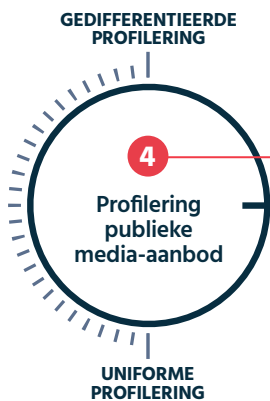 GEDIFFERENTIEERDE
PROFILERING
4
Profilering
publieke
media-aanbod
UNIFORME
PROFILERING